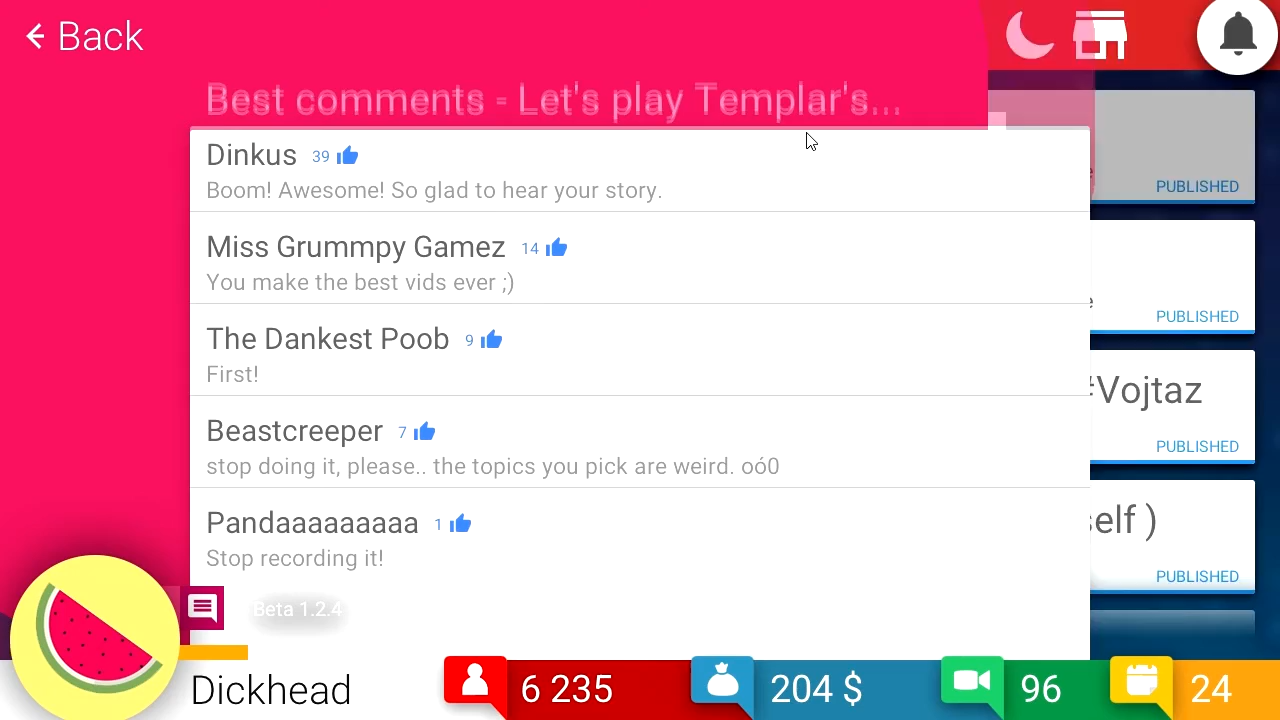 Back
Best comments - Let's play Templar's...
Dinkus 39
Boom! Awesome! So glad to hear your story.
PUBLISHED
Miss Grummpy Gamez 14
You make the best vids ever ;)
e
PUBLISHED
The Dankest Poob 9
First!
#Vojtaz
PUBLISHED
Beastcreeper 7
stop doing it, please.. the topics you pick are weird. oó0
Pandaaaaaaaaa 1
Stop recording it!
self )
PUBLISHED
Beta 1.2.4
Dickhead
6 235
204 $
96
24